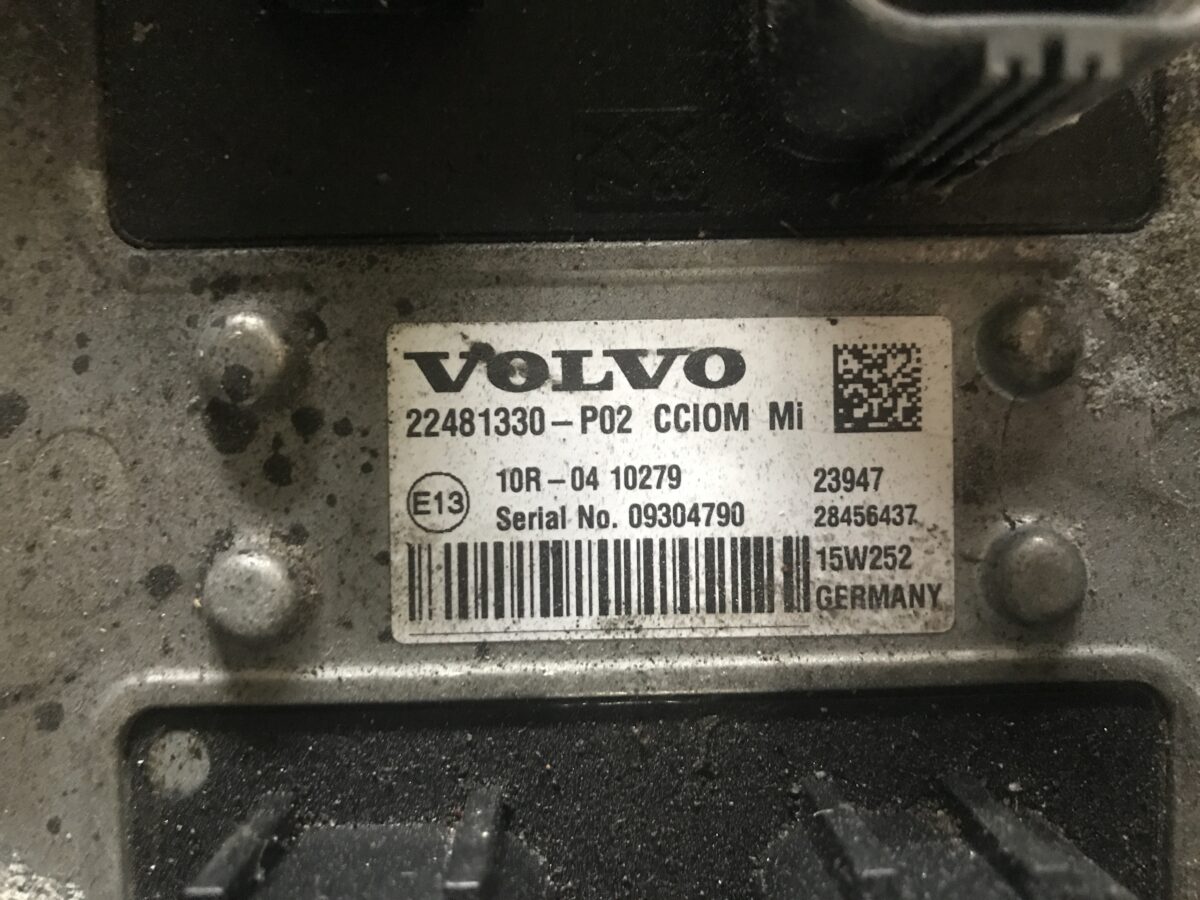 VOLVO
22481330-P02 CCIOM Mi
10R-04 10279 23947
E13
Serial No. 09304790 28456437
15W252
GERMANY